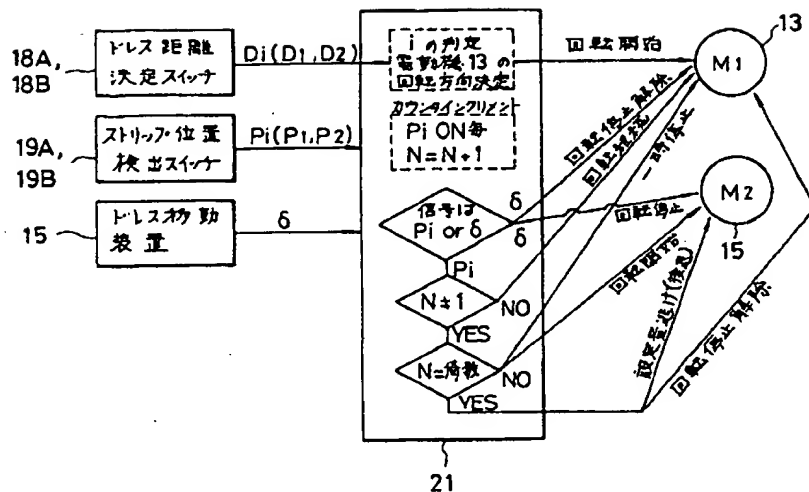 18A,
18B
ドレス距離
決定スイッチ
Di(D1,D2)
19A,
19B
ストリップ位置
検出スイッチ
Pi(P1,P2)
15
ドレス移動
装置
δ
iの判定
電動機13の
回転方向決定
カウンタインクリメント
Pi ON毎
N=N+1
信号は
Pi or δ
δ
δ
Pi
N≠1
NO
YES
N=偶数
NO
YES
21
回転開始
回転停止解除
回転継続
一時停止
回転停止
回転開始
設定量逃げ(検定)
回転停止解除
M1
13
M2
15